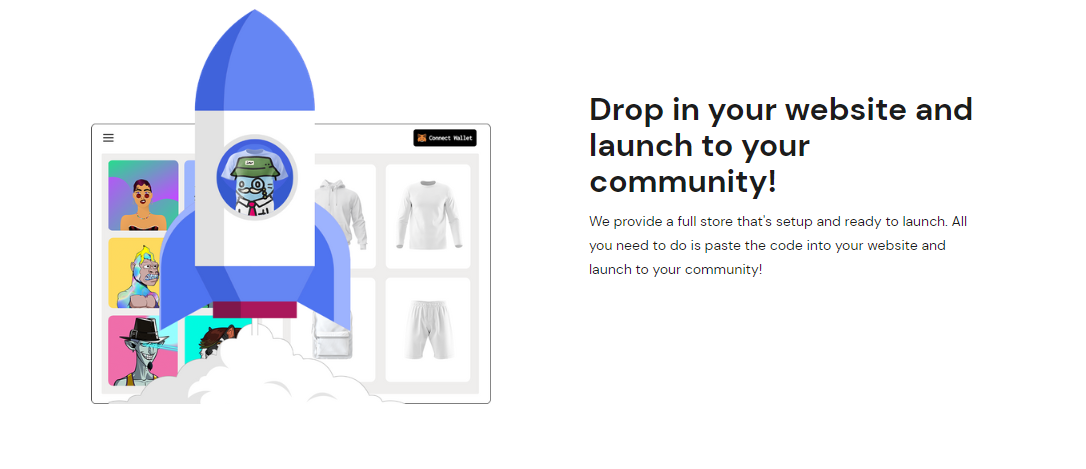 Connect Wallet
Drop in your website and
launch to your
community!
We provide a full store that's setup and ready to launch. All
you need to do is paste the code into your website and
launch to your community!